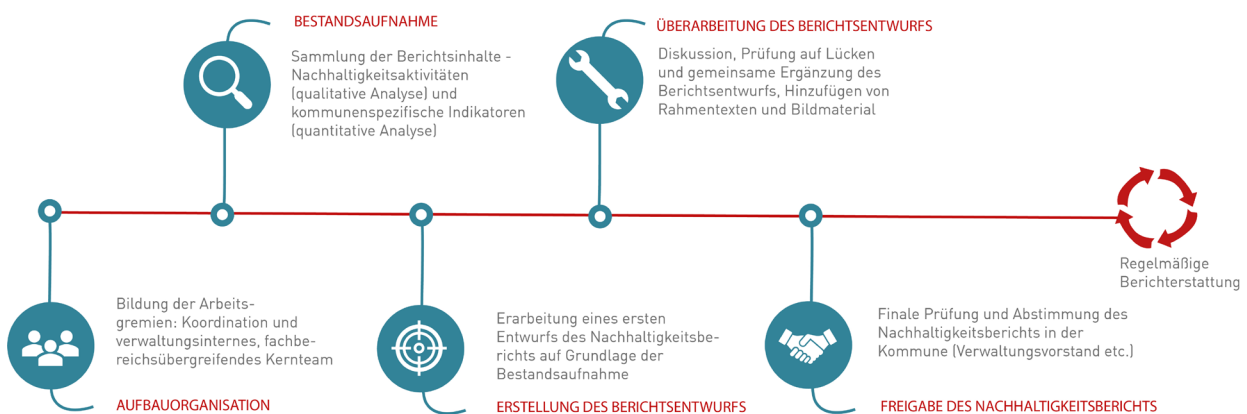 BESTANDSAUFNAHME
Sammlung der Berichtsinhalte -
Nachhaltigkeitsaktivitäten
(qualitative Analyse) und
kommunenspezifische Indikatoren
(quantitative Analyse)
ÜBERARBEITUNG DES BERICHTSENTWURFS
Diskussion, Prüfung auf Lücken
und gemeinsame Ergänzung des
Berichtsentwurfs, Hinzufügen von
Rahmentexten und Bildmaterial
Regelmäßige
Berichterstattung
Bildung der Arbeits-
gremien: Koordination und
verwaltungsinternes, fachbe-
reichsübergreifendes Kernteam
AUFBAUORGANISATION
Erarbeitung eines ersten
Entwurfs des Nachhaltigkeitsbe-
richts auf Grundlage der
Bestandsaufnahme
ERSTELLUNG DES BERICHTSENTWURFS
Finale Prüfung und Abstimmung des
Nachhaltigkeitsberichts in der
Kommune (Verwaltungsvorstand etc.)
FREIGABE DES NACHHALTIGKEITSBERICHTS